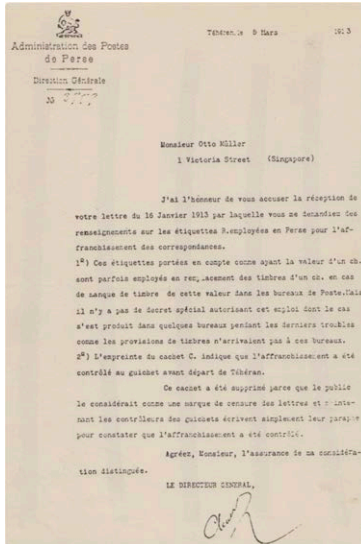 Administration des Postes
de Perse
Direction Générale
Téhéran, le 8 Mars 1913
Monsieur Otto Müller
1 Victoria Street (Singapore)
J'ai l'honneur de vous accuser la réception de
votre lettre du 16 Janvier 1913 par laquelle vous me demandiez des
renseignements sur les étiquettes R.employées en Perse pour l'af-
franchissement des correspondances.
1°) Ces étiquettes portées en compte comme ayant la valeur d'un ch.
sont parfois employés en remplacement des timbres d'un ch. en cas
de manque de timbre de cette valeur dans les bureaux de Poste.Mais
il n'y a pas de decret spécial autorisant cet exploi dont le cas
s'est produit dans quelques bureaux pendant les derniers troubles
comme les provisions de timbres n'arrivaient pas à ces bureaux.
2°) L'empreinte du cachet C. indique que l'affranchissement a été
contrôlé au guichet avant départ de Téhéran.
Ce cachet a été supprimé parce que le public
le considérait comme une marque de censure des lettres et mainte-
nant les contrôleurs des guichets écrivent simplement leur paraphe
pour constater que l'affranchissement a été contrôlé.
Agréez, Monsieur, l'assurance de ma considéra-
tion distinguée.
LE DIRECTEUR GENERAL,